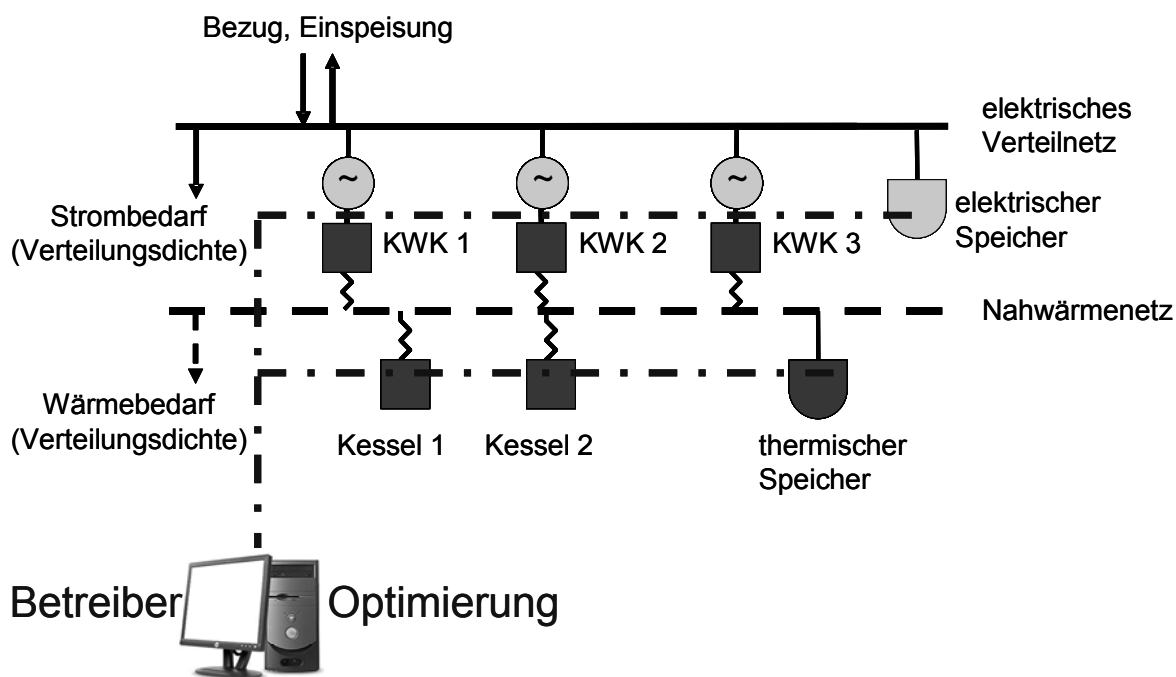 Bezug, Einspeisung
elektrisches
Verteilnetz
~ ~ ~
Strombedarf
(Verteilungsdichte)
KWK 1 KWK 2 KWK 3
elektrischer
Speicher
Nahwärmenetz
Wärmebedarf
(Verteilungsdichte)
Kessel 1 Kessel 2
thermischer
Speicher
Betreiber Optimierung